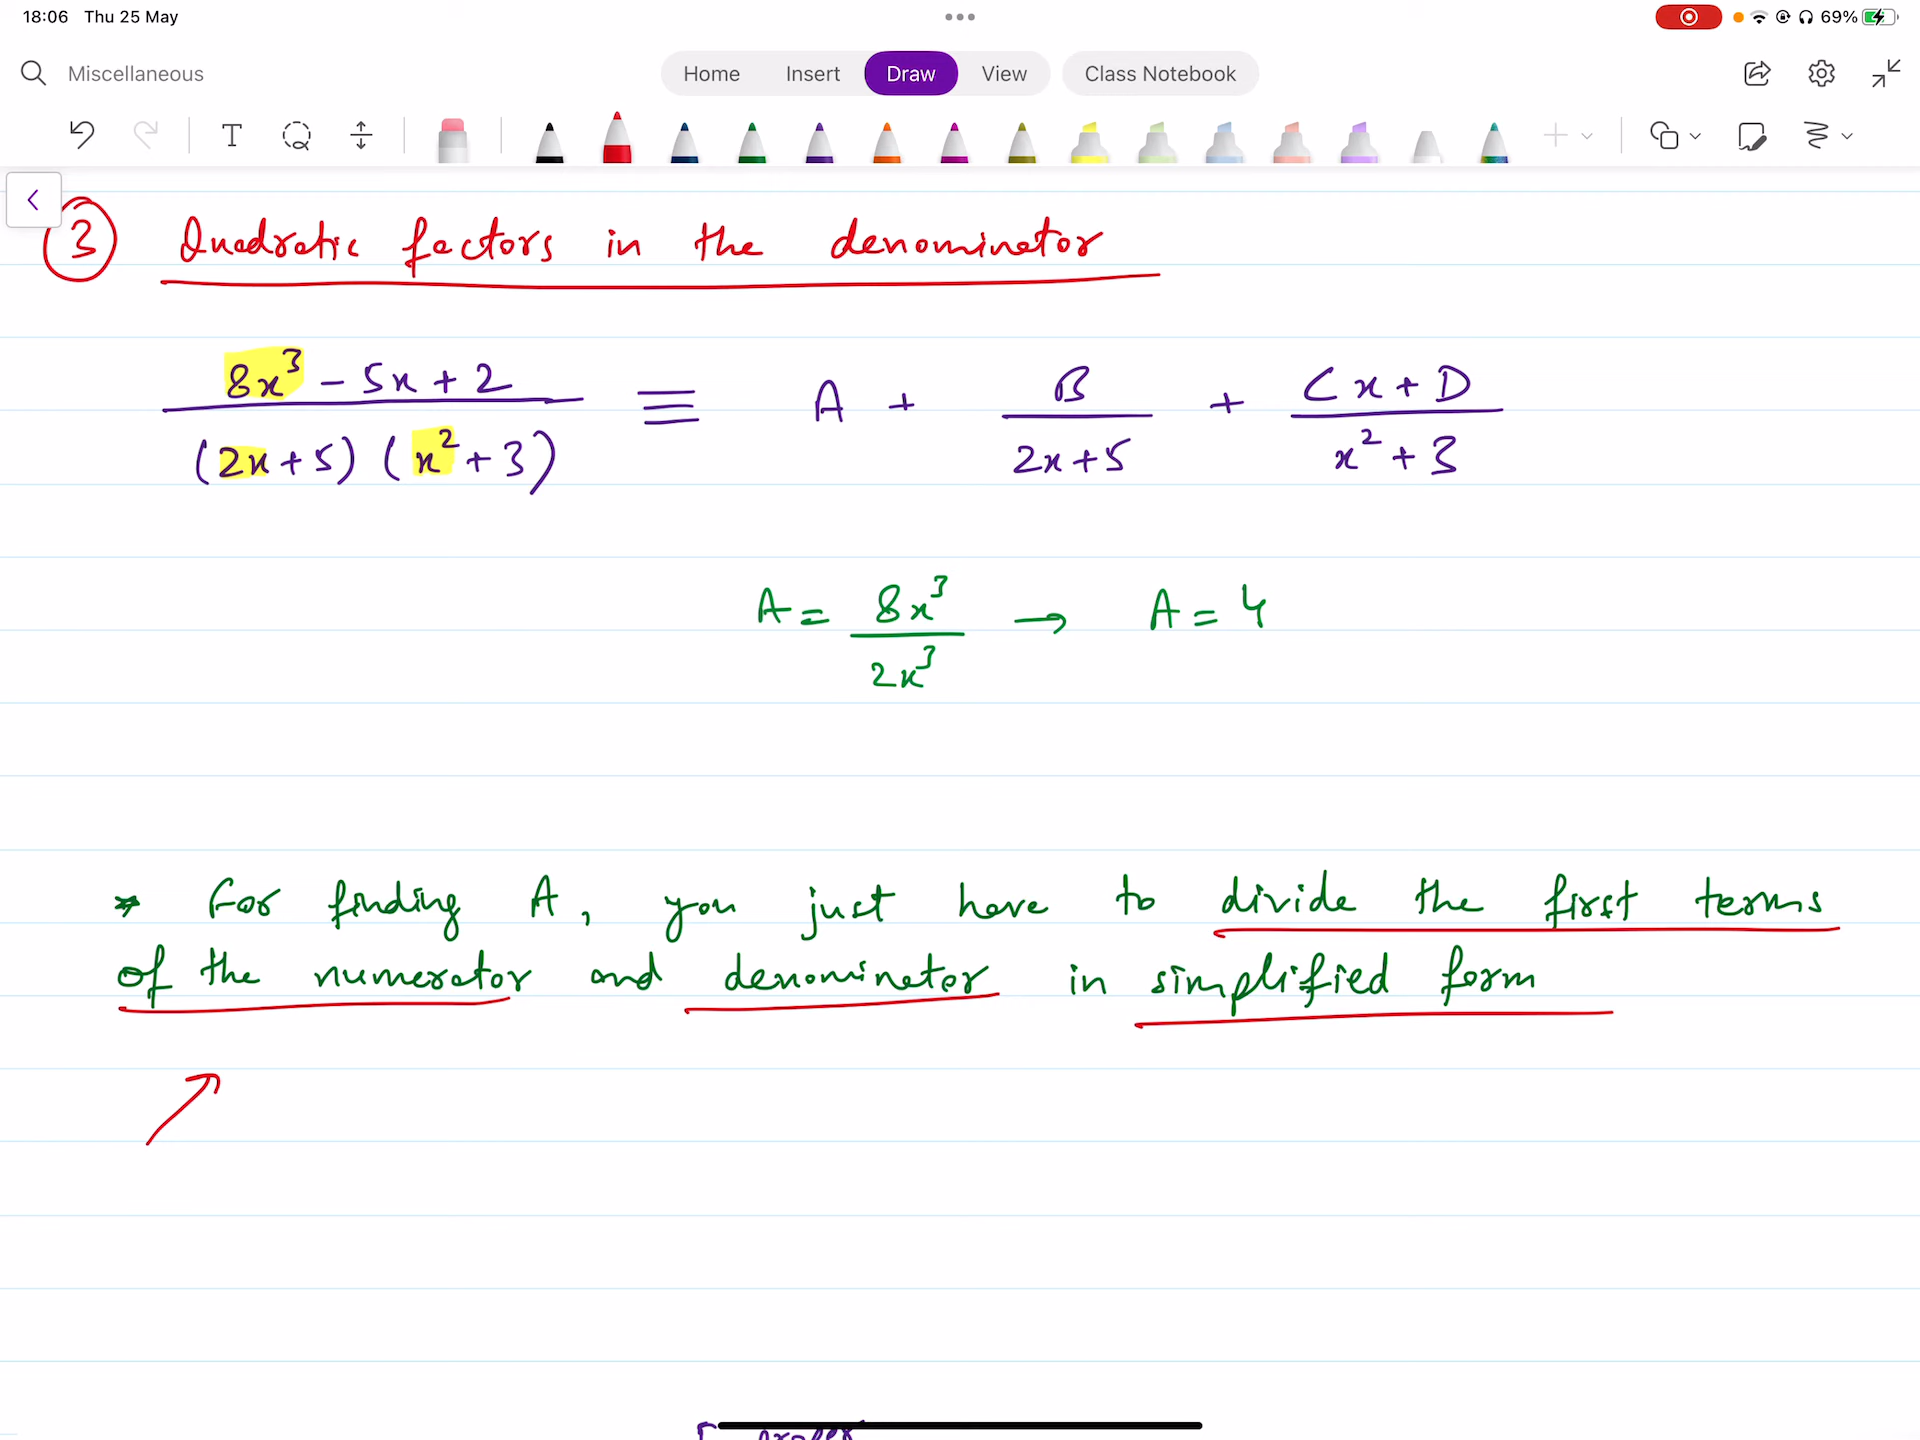 18:06 Thu 25 May
69%
Miscellaneous
Home Insert Draw View Class Notebook
T
3 Quadratic factors in the denominator
8x³ - 5x + 2 / (2x+5) (x²+3) ≡ A + B / 2x+5 + Cx+D / x²+3
A = 8x³ / 2x³ → A = 4
* For finding A, you just have to divide the first terms
of the numerator and denominator in simplified form